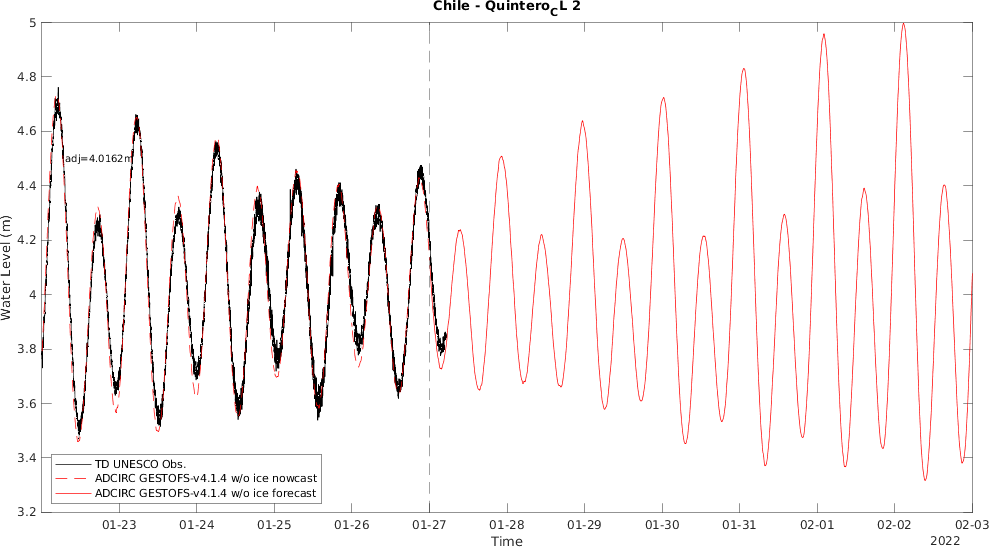 Chile - QuinteroCL 2
5
4.8
4.6
4.4
4.2
4
3.8
3.6
3.4
3.2
Water Level (m)
adj=4.0162m
TD UNESCO Obs.
ADCIRC GESTOFS-v4.1.4 w/o ice nowcast
ADCIRC GESTOFS-v4.1.4 w/o ice forecast
01-23 01-24 01-25 01-26 01-27 01-28 01-29 01-30 01-31 02-01 02-02 02-03
Time
2022